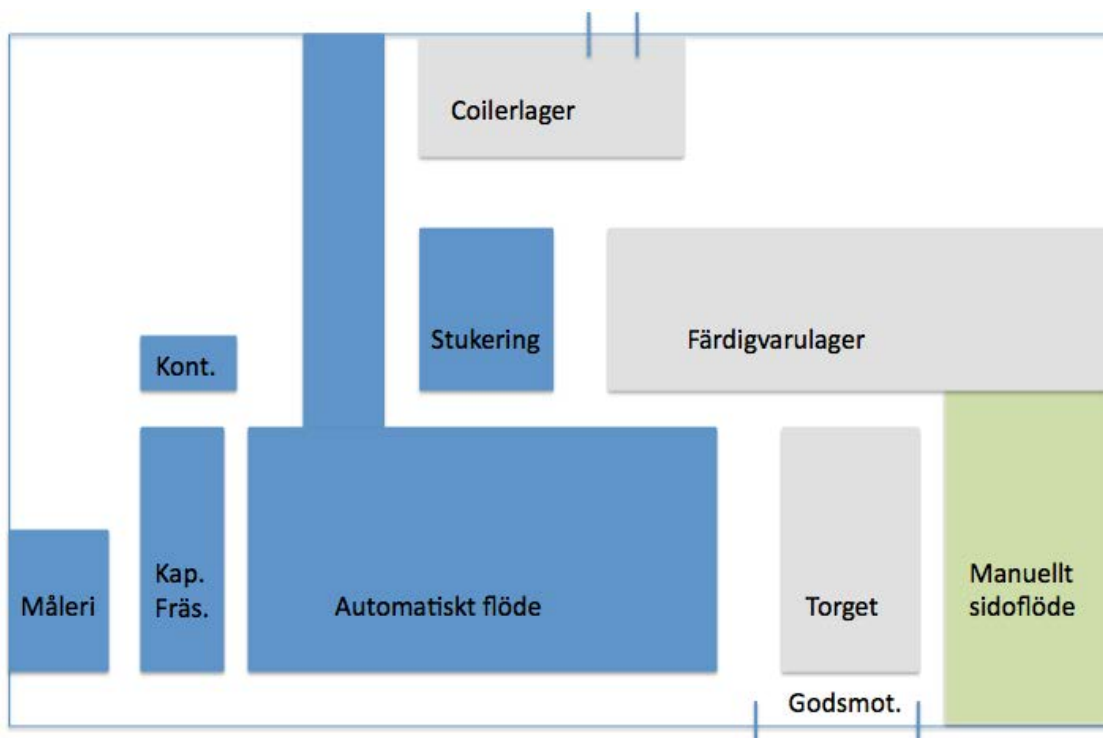 Coilerlager
Stukering
Färdigvarulager
Kont.
Kap.
Fräs.
Måleri
Automatiskt flöde
Torget
Manuellt
sidoflöde
Godsmot.